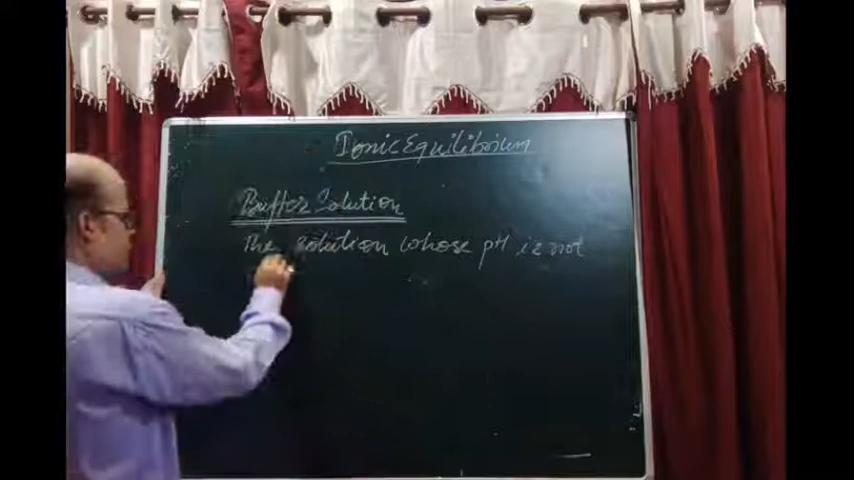 Ionic Equilibrium
Buffer Solution
The solution whose pH is not